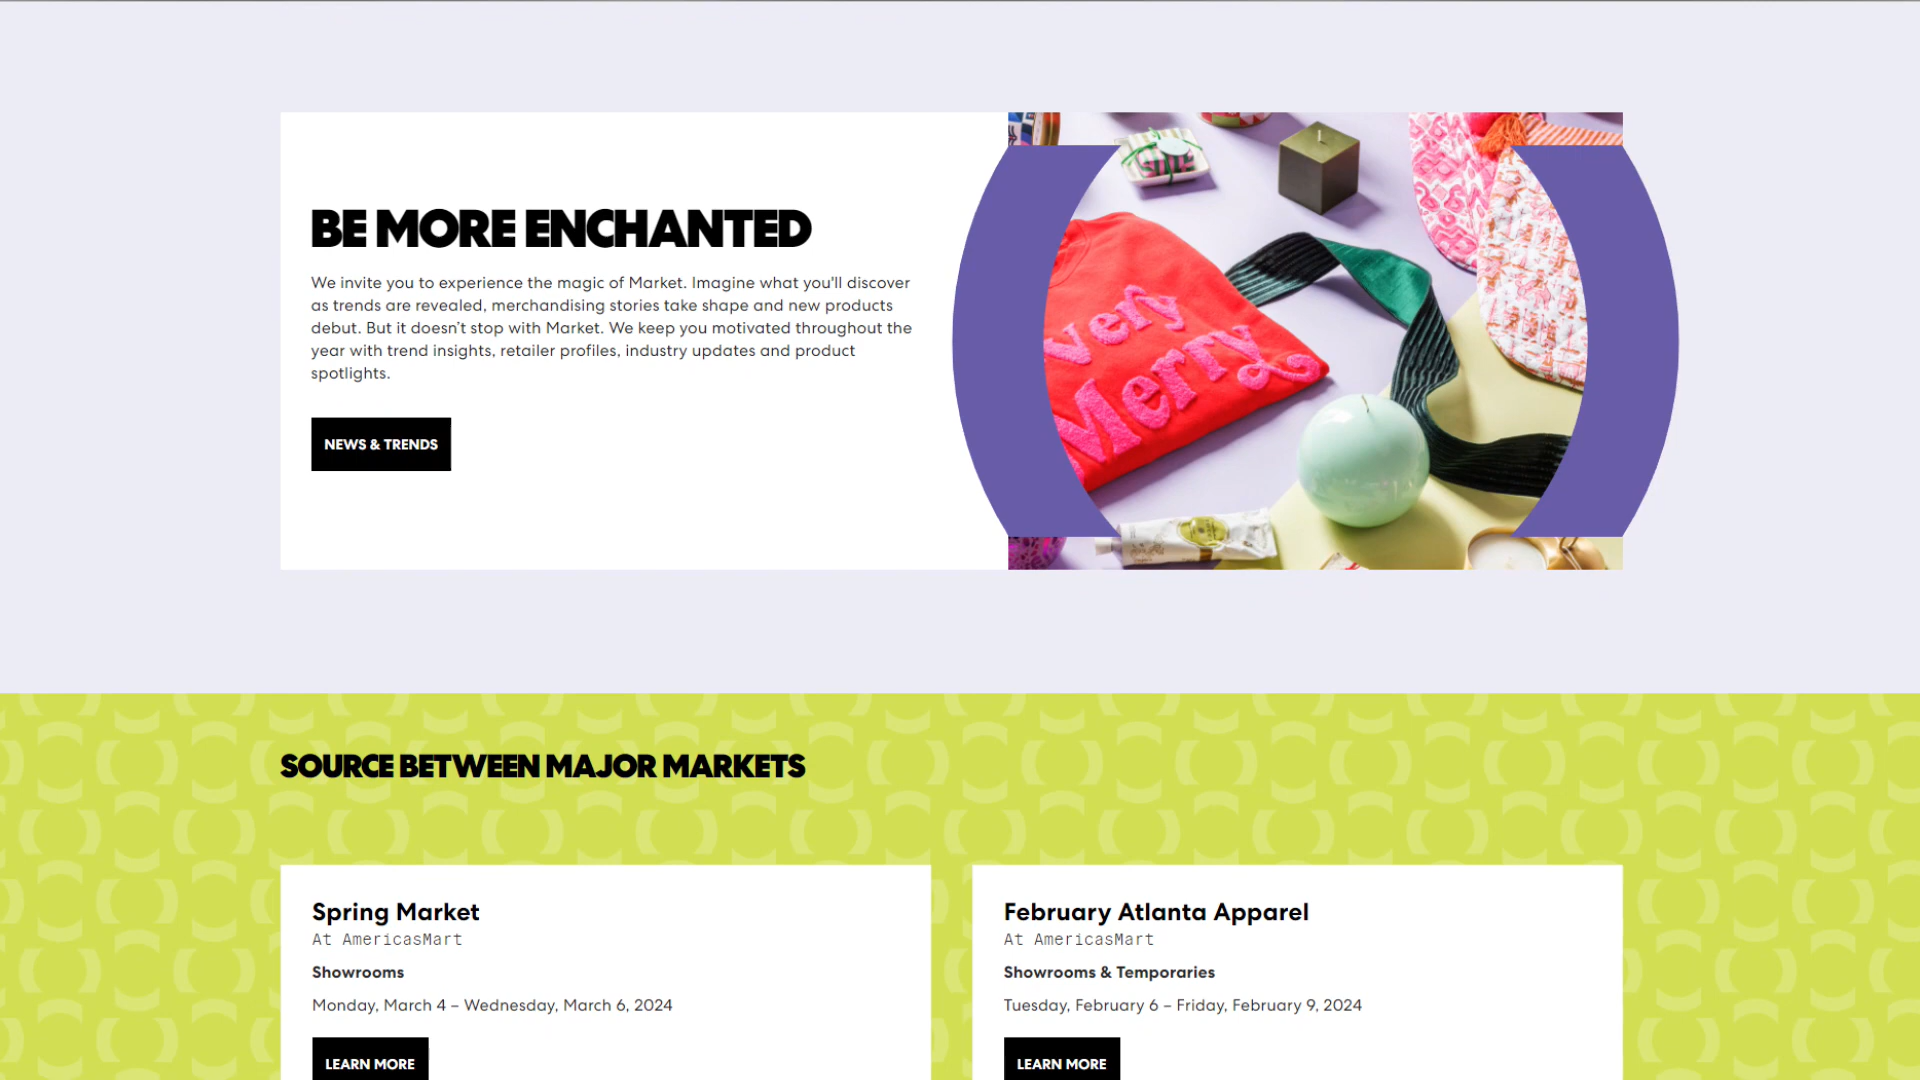 BE MORE ENCHANTED
We invite you to experience the magic of Market. Imagine what you'll discover
as trends are revealed, merchandising stories take shape and new products
debut. But it doesn't stop with Market. We keep you motivated throughout the
year with trend insights, retailer profiles, industry updates and product
spotlights.
NEWS & TRENDS
very
Merry
SOURCE BETWEEN MAJOR MARKETS
Spring Market
At AmericasMart
Showrooms
Monday, March 4 – Wednesday, March 6, 2024
LEARN MORE
February Atlanta Apparel
At AmericasMart
Showrooms & Temporaries
Tuesday, February 6 – Friday, February 9, 2024
LEARN MORE